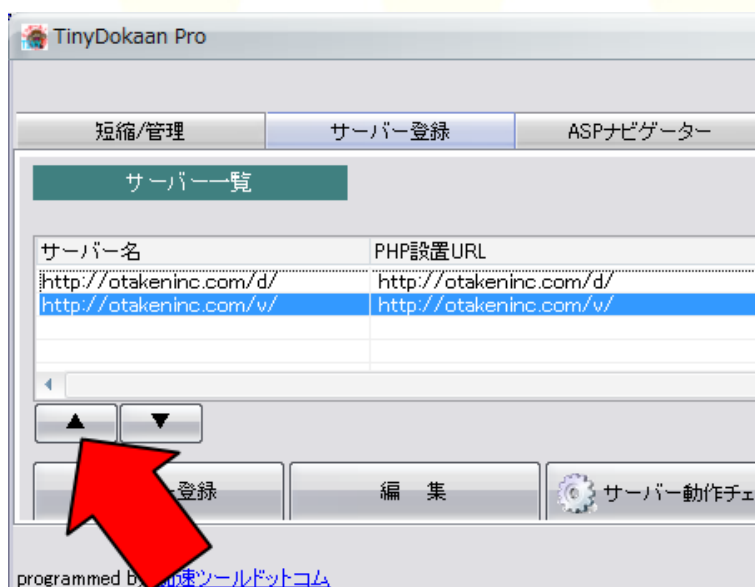 TinyDokaan Pro
短縮/管理 サーバー登録 ASPナビゲーター
サーバー一覧
サーバー名 PHP設置URL
http://otakeninc.com/d/ http://otakeninc.com/d/
http://otakeninc.com/v/ http://otakeninc.com/v/
▲ ▼
登録 編 集 サーバー動作チェ
programmed by 加速ツールドットコム